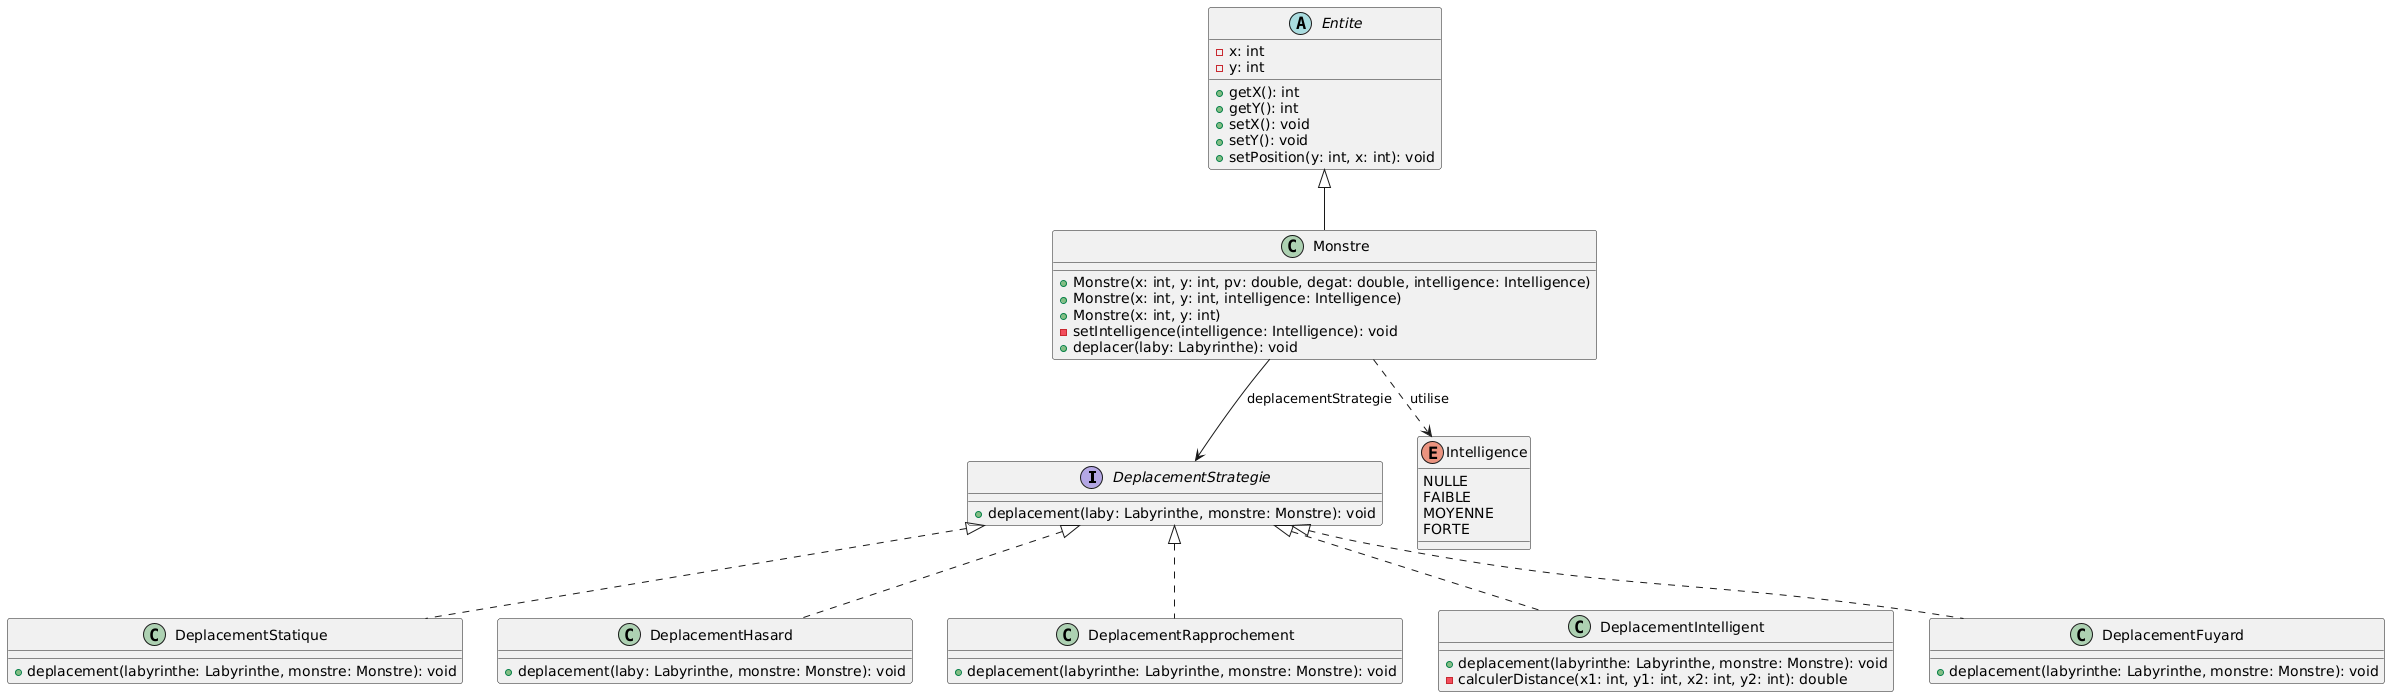 A Entite
x: int
y: int
getX(): int
getY(): int
setX(): void
setY(): void
setPosition(y: int, x: int): void
C Monstre
Monstre(x: int, y: int, pv: double, degat: double, intelligence: Intelligence)
Monstre(x: int, y: int, intelligence: Intelligence)
Monstre(x: int, y: int)
setIntelligence(intelligence: Intelligence): void
deplacer(laby: Labyrinthe): void
deplacementStrategie
utilise
I DeplacementStrategie
deplacement(laby: Labyrinthe, monstre: Monstre): void
E Intelligence
NULLE
FAIBLE
MOYENNE
FORTE
C DeplacementStatique
deplacement(labyrinthe: Labyrinthe, monstre: Monstre): void
C DeplacementHasard
deplacement(laby: Labyrinthe, monstre: Monstre): void
C DeplacementRapprochement
deplacement(labyrinthe: Labyrinthe, monstre: Monstre): void
C DeplacementIntelligent
deplacement(labyrinthe: Labyrinthe, monstre: Monstre): void
calculerDistance(x1: int, y1: int, x2: int, y2: int): double
C DeplacementFuyard
deplacement(labyrinthe: Labyrinthe, monstre: Monstre): void